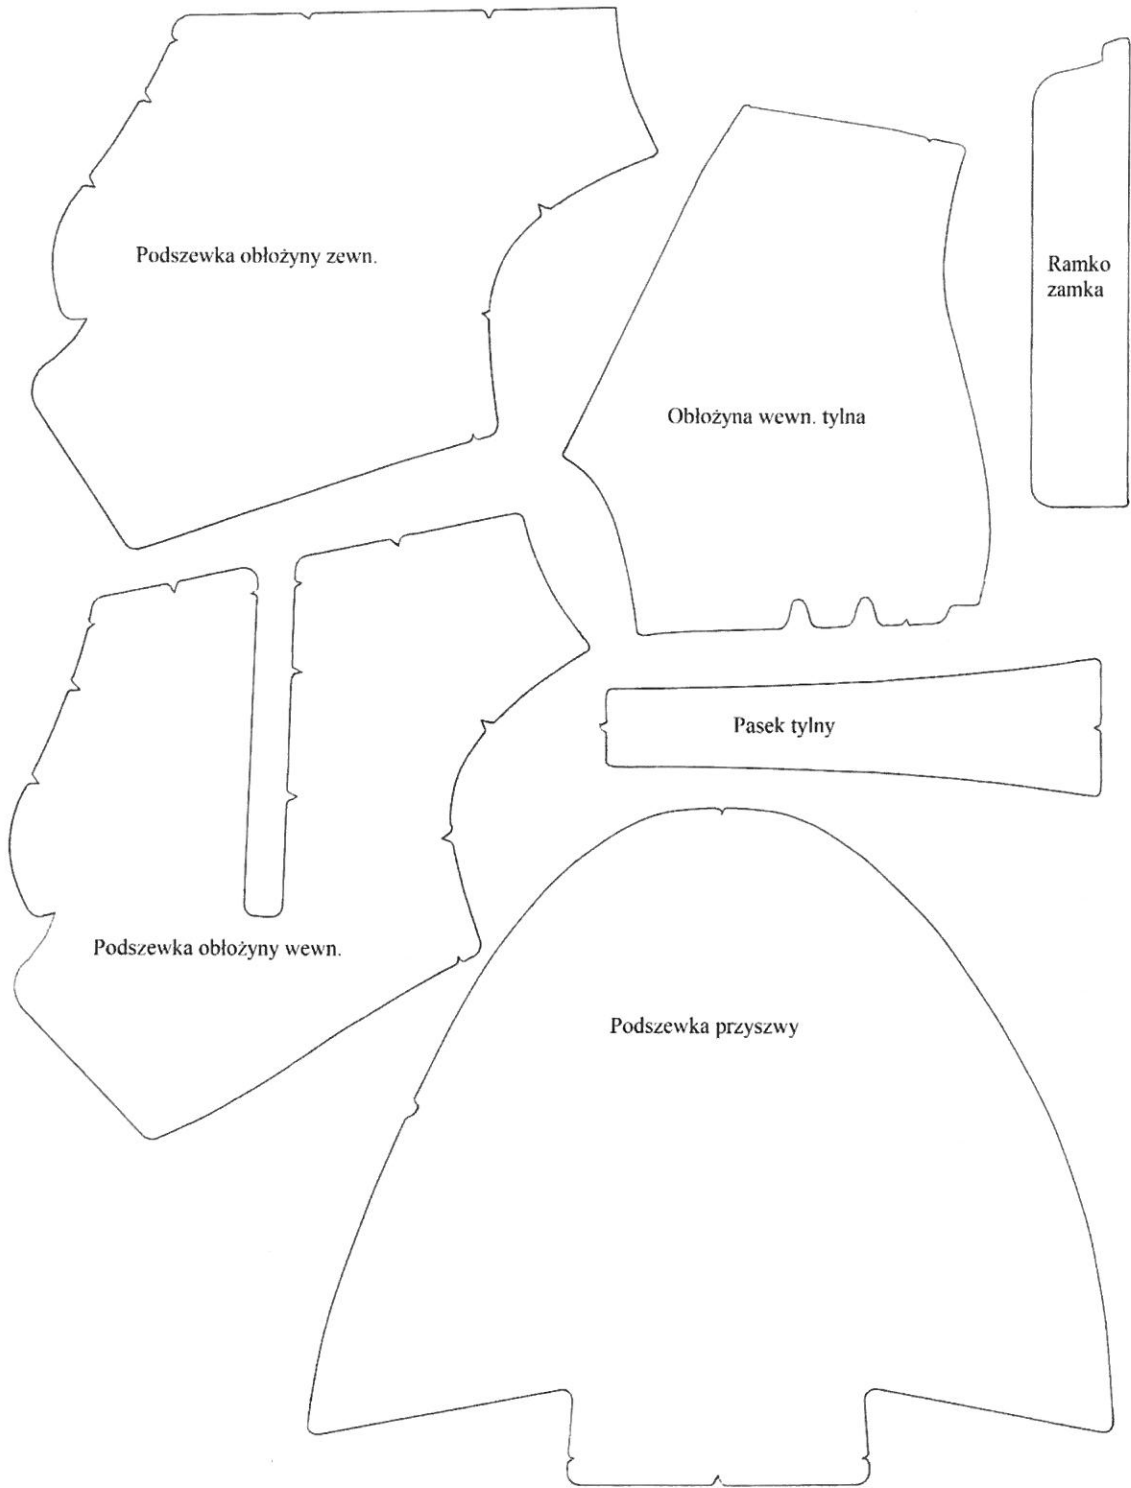 Podszewka obłożyny zewn.
Ramko
zamka
Obłożyna wewn. tylna
Pasek tylny
Podszewka obłożyny wewn.
Podszewka przyszwy